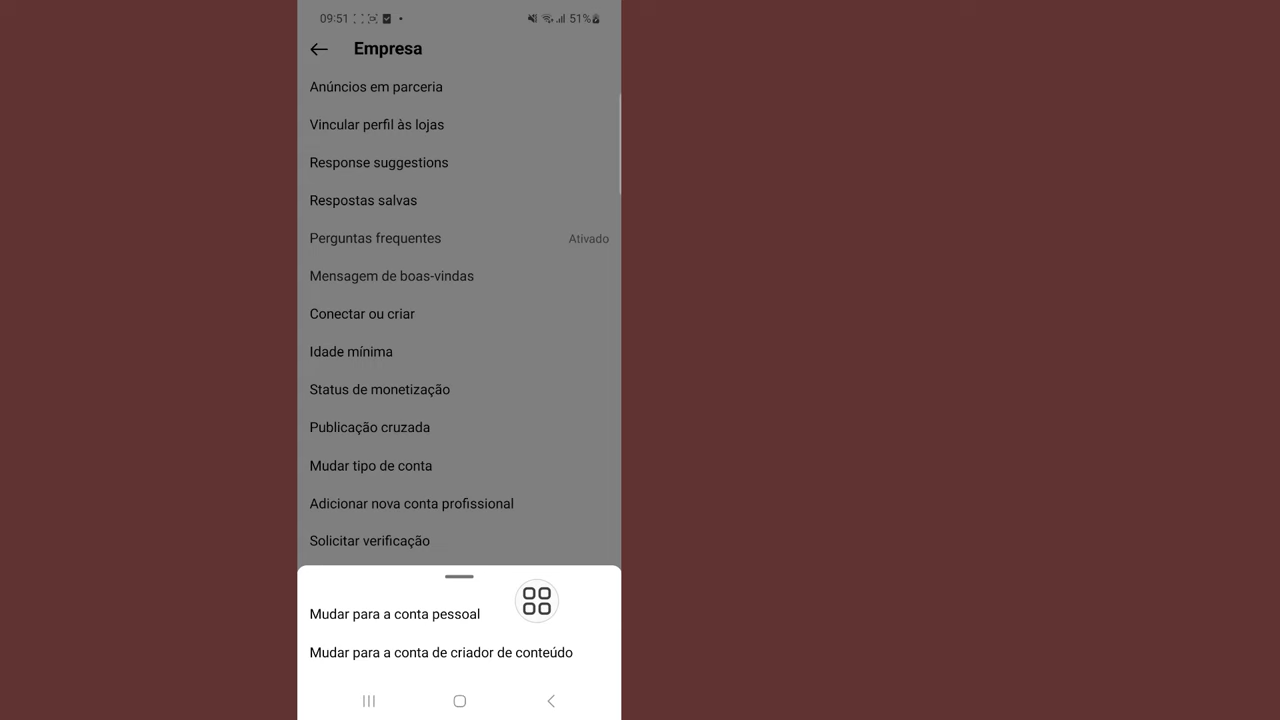 09:51
51%
Empresa
Anúncios em parceria
Vincular perfil às lojas
Response suggestions
Respostas salvas
Perguntas frequentes Ativado
Mensagem de boas-vindas
Conectar ou criar
Idade mínima
Status de monetização
Publicação cruzada
Mudar tipo de conta
Adicionar nova conta profissional
Solicitar verificação
Mudar para a conta pessoal
Mudar para a conta de criador de conteúdo